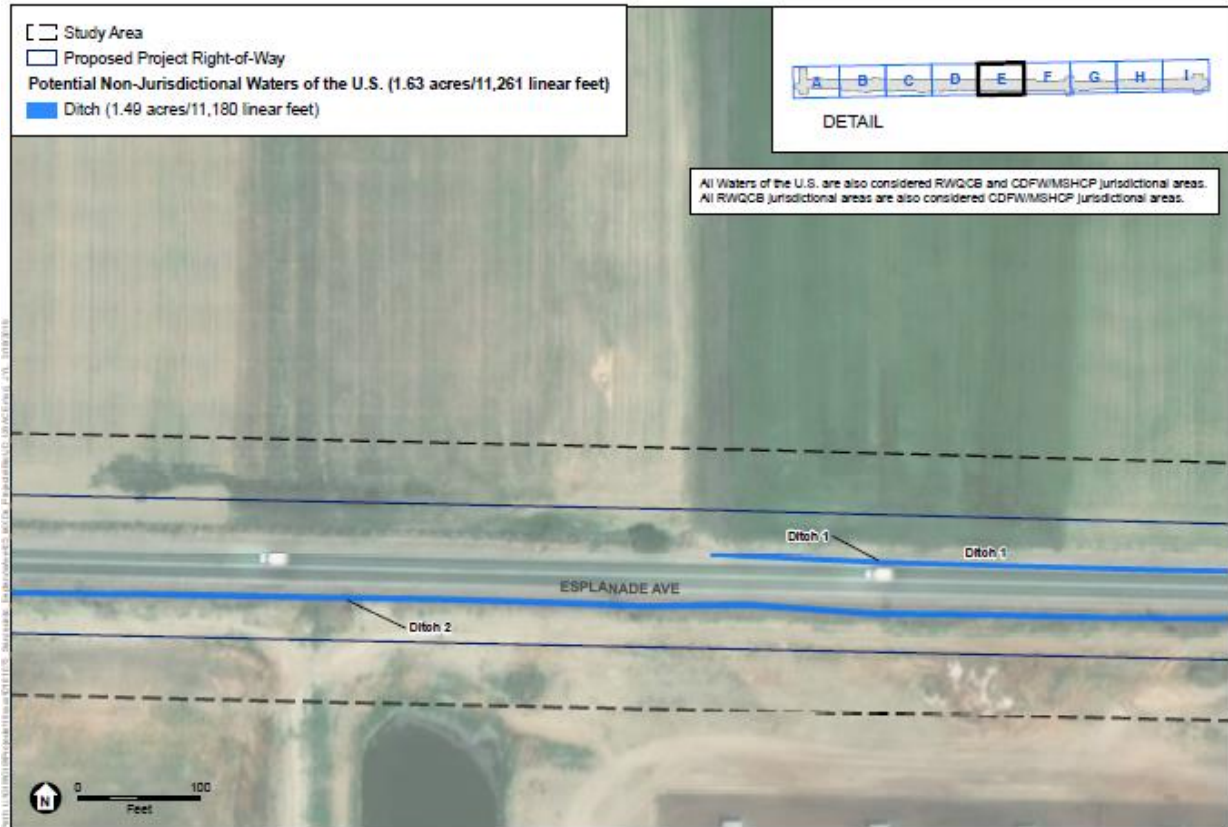 Study Area
Proposed Project Right-of-Way
Potential Non-Jurisdictional Waters of the U.S. (1.63 acres/11,261 linear feet)
Ditch (1.49 acres/11,180 linear feet)
A B C D E F G H I
DETAIL
All Waters of the U.S. are also considered RWQCB and CDFW/MSHCP jurisdictional areas.
All RWQCB jurisdictional areas are also considered CDFW/MSHCP jurisdictional areas.
Ditch 1
Ditch 1
ESPLANADE AVE
Ditch 2
N
0 100
Feet